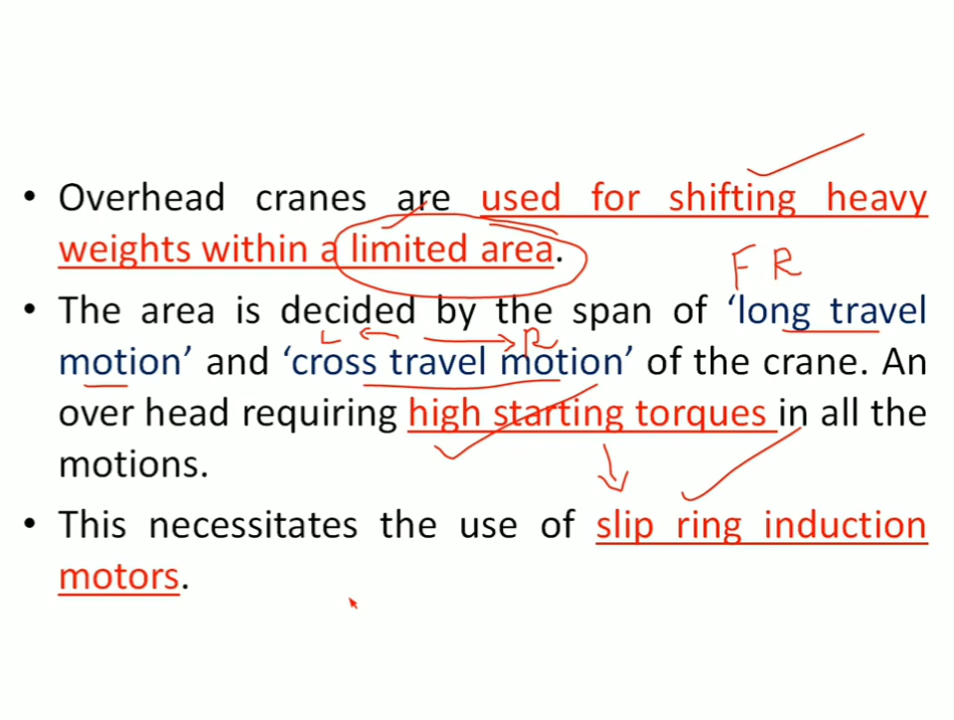 • Overhead cranes are used for shifting heavy
weights within a limited area.
F R
• The area is decided by the span of ‘long travel
L R
motion’ and ‘cross travel motion’ of the crane. An
over head requiring high starting torques in all the
motions.
• This necessitates the use of slip ring induction
motors.